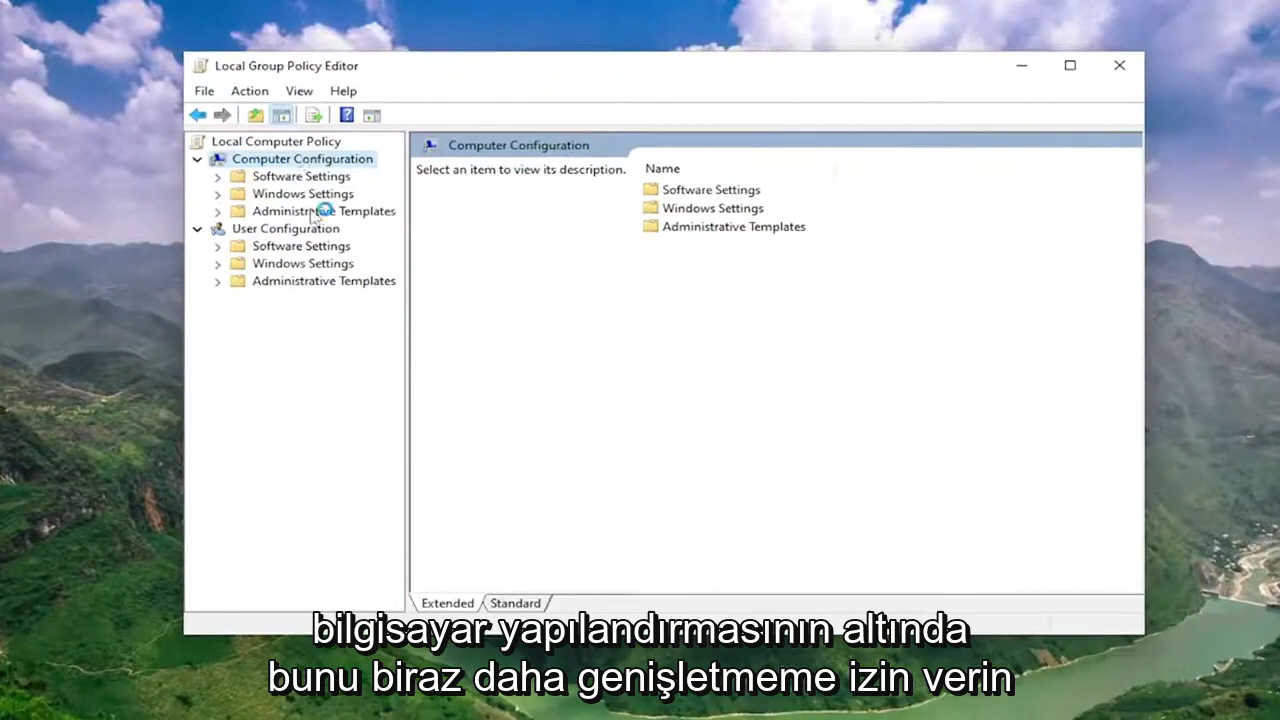 Local Group Policy Editor
File Action View Help
Local Computer Policy
Computer Configuration
Software Settings
Windows Settings
Administrative Templates
User Configuration
Software Settings
Windows Settings
Administrative Templates
Computer Configuration
Select an item to view its description.
Name
Software Settings
Windows Settings
Administrative Templates
Extended Standard
bilgisayar yapılandırmasının altında
bunu biraz daha genişletmeme izin verin